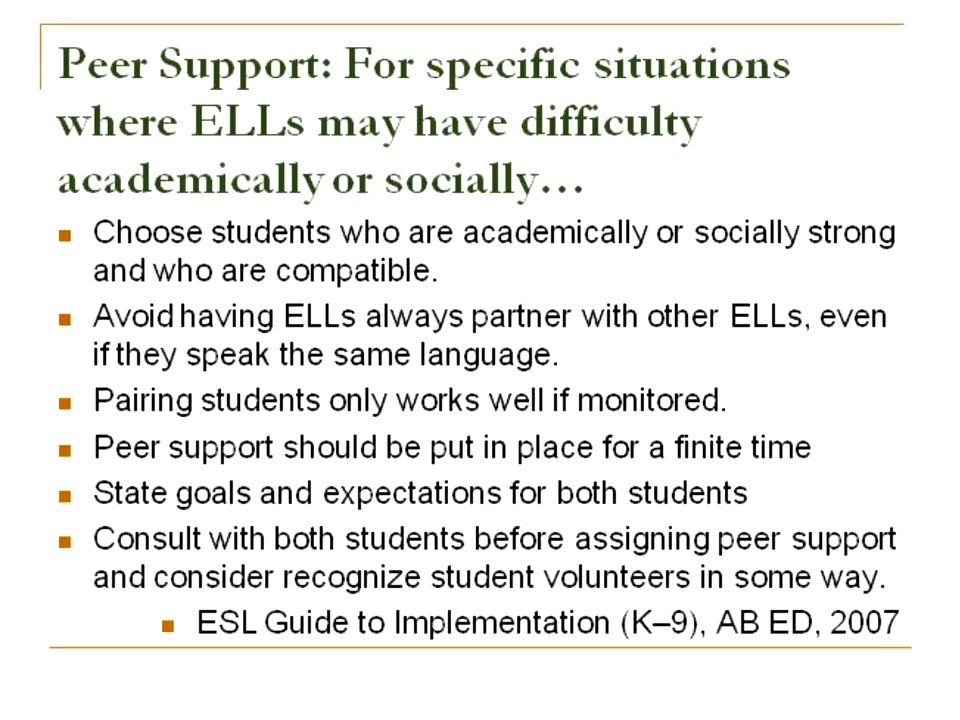 Peer Support: For specific situations
where ELLs may have difficulty
academically or socially…
Choose students who are academically or socially strong
and who are compatible.
Avoid having ELLs always partner with other ELLs, even
if they speak the same language.
Pairing students only works well if monitored.
Peer support should be put in place for a finite time
State goals and expectations for both students
Consult with both students before assigning peer support
and consider recognize student volunteers in some way.
ESL Guide to Implementation (K–9), AB ED, 2007